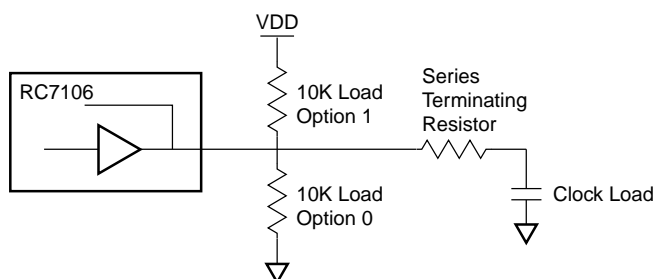 VDD
RC7106
10K Load
Option 1
Series
Terminating
Resistor
10K Load
Option 0
Clock Load